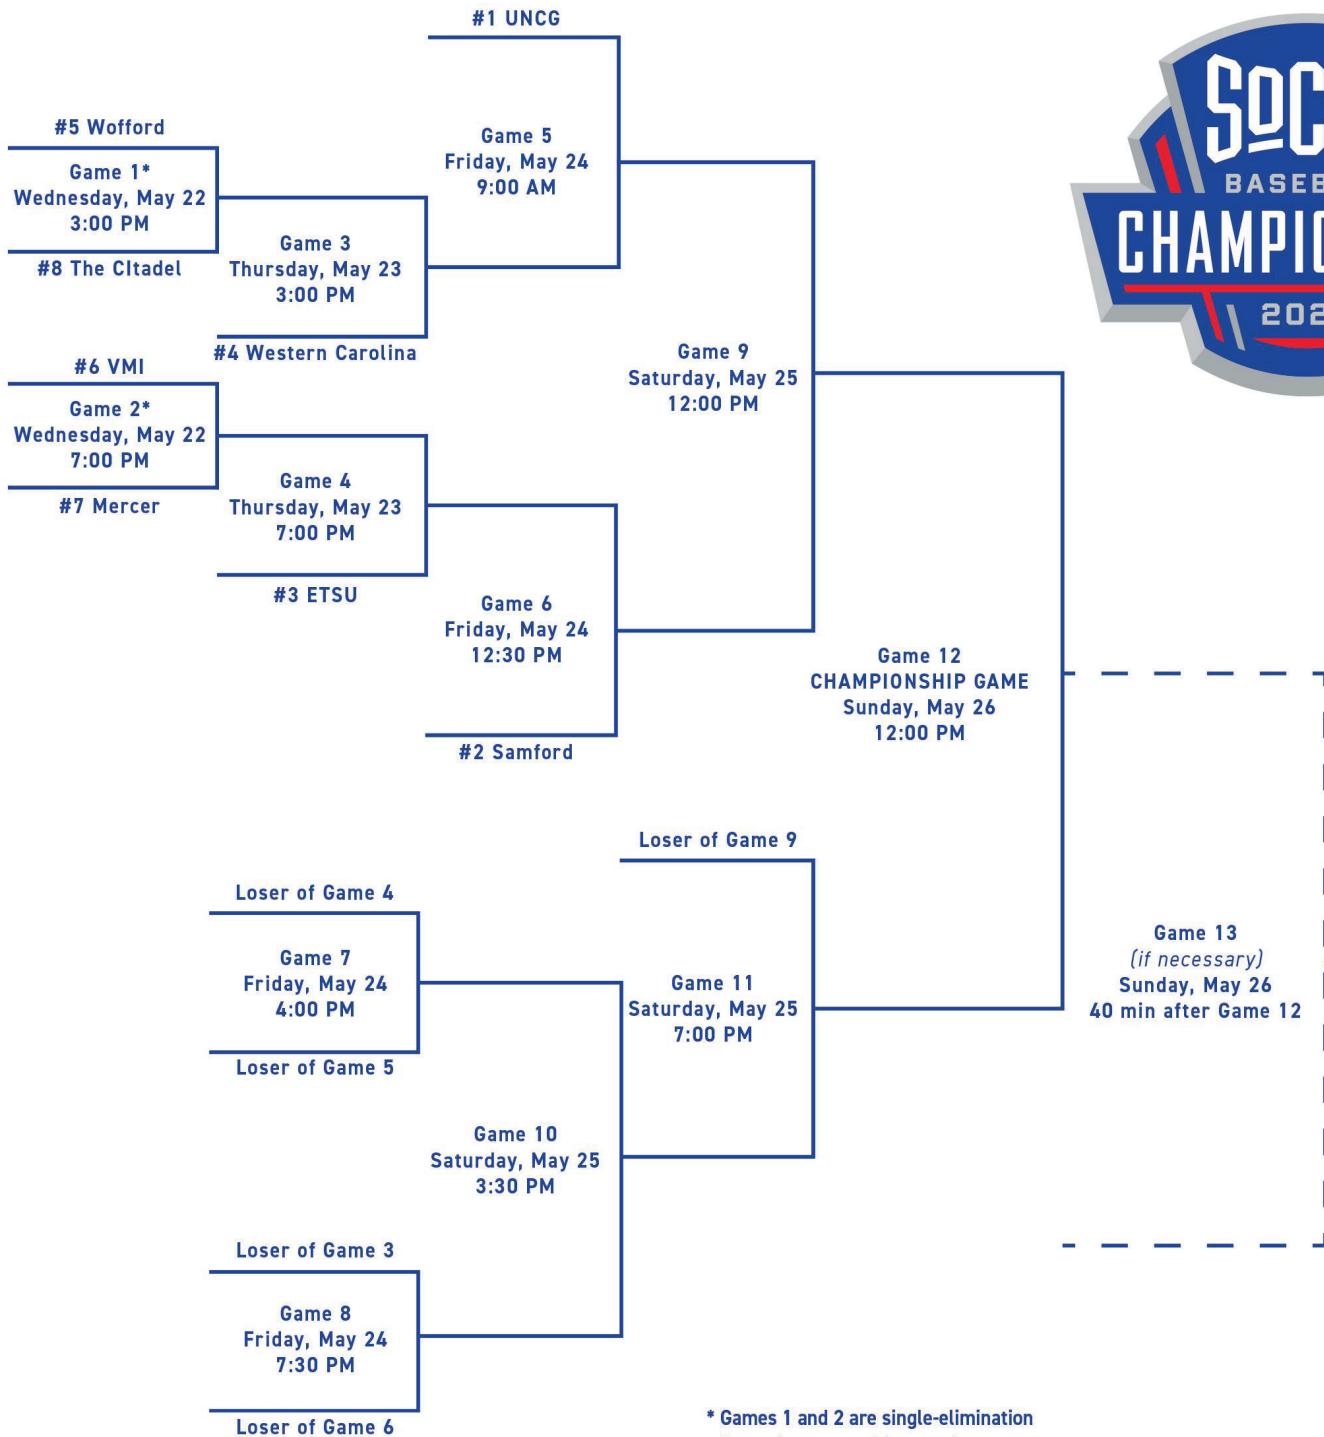 #1 UNCG
#5 Wofford
Game 1*
Wednesday, May 22
3:00 PM
#8 The CItadel
Game 5
Friday, May 24
9:00 AM
Game 3
Thursday, May 23
3:00 PM
#4 Western Carolina
#6 VMI
Game 2*
Wednesday, May 22
7:00 PM
#7 Mercer
Game 4
Thursday, May 23
7:00 PM
#3 ETSU
Game 9
Saturday, May 25
12:00 PM
Game 6
Friday, May 24
12:30 PM
#2 Samford
Game 12
CHAMPIONSHIP GAME
Sunday, May 26
12:00 PM
Loser of Game 9
Loser of Game 4
Game 7
Friday, May 24
4:00 PM
Loser of Game 5
Game 11
Saturday, May 25
7:00 PM
Game 13
(if necessary)
Sunday, May 26
40 min after Game 12
Game 10
Saturday, May 25
3:30 PM
Loser of Game 3
Game 8
Friday, May 24
7:30 PM
Loser of Game 6
* Games 1 and 2 are single-elimination
SoC
BASEB
CHAMPIO
202